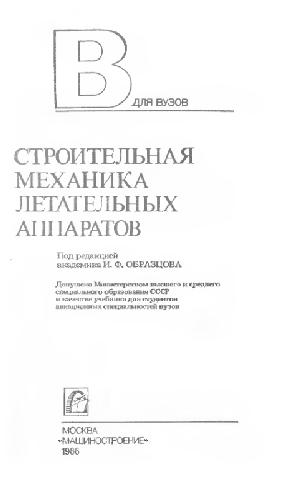 В
ДЛЯ ВУЗОВ
СТРОИТЕЛЬНАЯ
МЕХАНИКА
ЛЕТАТЕЛЬНЫХ
АППАРАТОВ
Под редакцией
академика И. Ф. ОБРАЗЦОВА
Допущено Министерством высшего и среднего
специального образования СССР
в качестве учебника для студентов
авиационных специальностей вузов
МОСКВА
«МАШИНОСТРОЕНИЕ»
1986